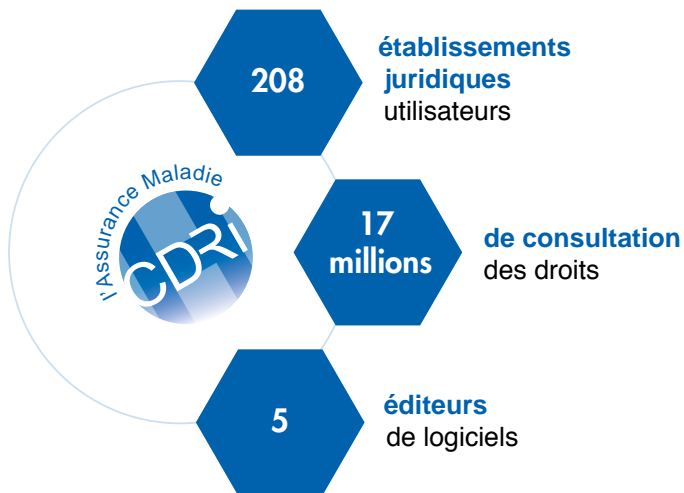 208
établissements
juridiques
utilisateurs
l'Assurance Maladie
CDRi
17
millions
de consultation
des droits
5
éditeurs
de logiciels